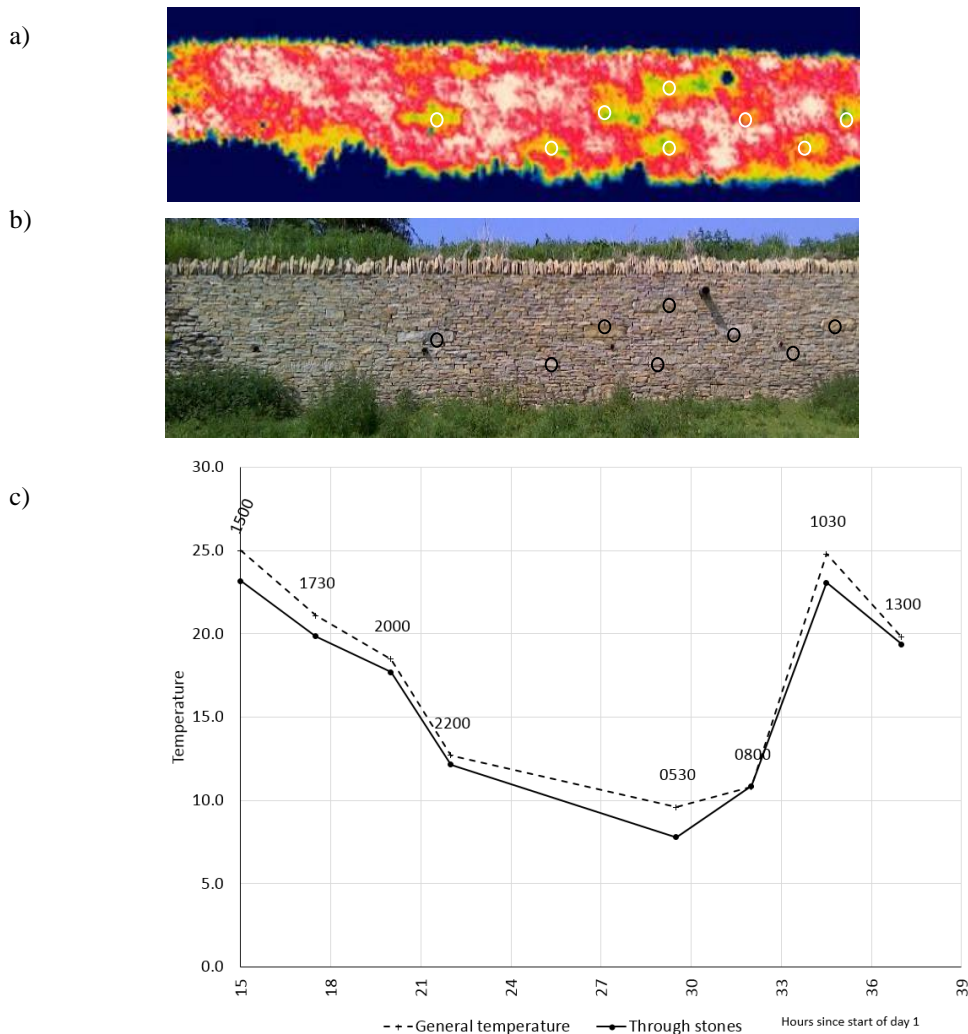 a)
b)
c)
30.0
25.0
20.0
15.0
10.0
5.0
0.0
Temperature
1500
1730
2000
2200
0530
0800
1030
1300
15 18 21 24 27 30 33 36 39
General temperature Through stones Hours since start of day 1